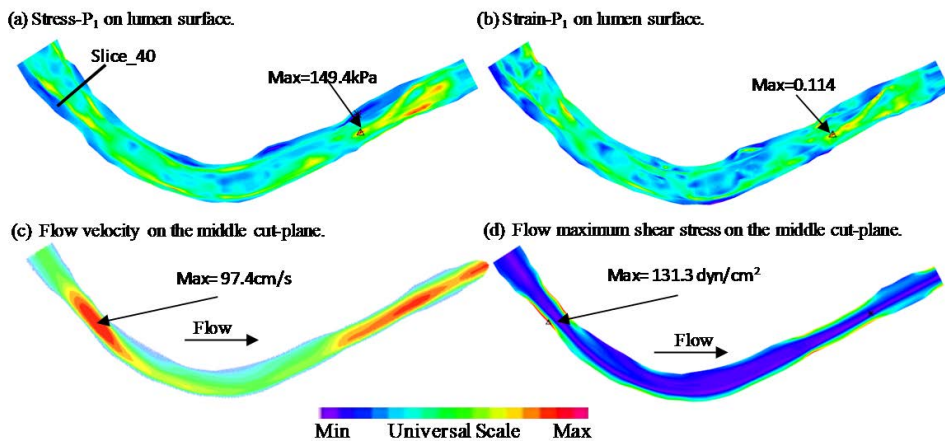 (a) Stress-P₁ on lumen surface.
(b) Strain-P₁ on lumen surface.
Slice_40
Max=149.4kPa
Max=0.114
(c) Flow velocity on the middle cut-plane.
(d) Flow maximum shear stress on the middle cut-plane.
Max= 97.4cm/s
Max= 131.3 dyn/cm²
Flow
Flow
Min Universal Scale Max